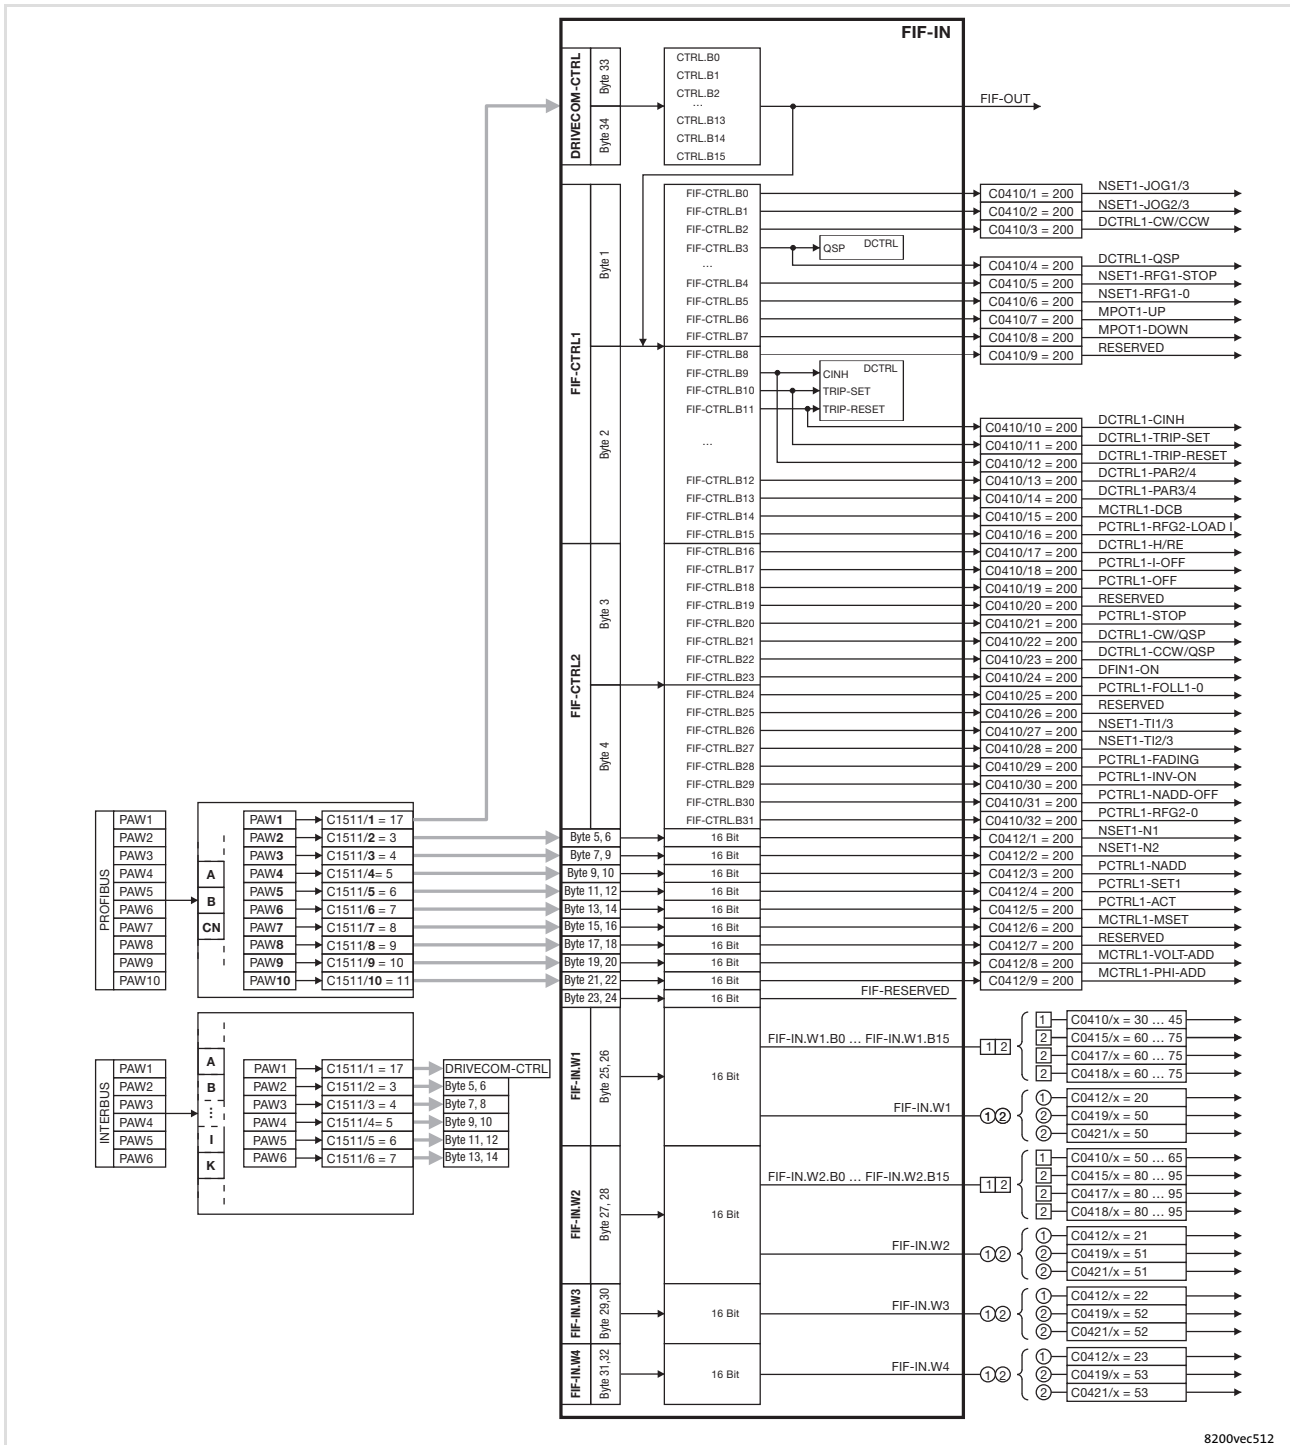 FIF-IN
DRIVECOM-CTRL
Byte 33
Byte 34
CTRL.B0
CTRL.B1
CTRL.B2
...
CTRL.B13
CTRL.B14
CTRL.B15
FIF-OUT
FIF-CTRL1
Byte 1
Byte 2
FIF-CTRL.B0
C0410/1 = 200
NSET1-JOG1/3
FIF-CTRL.B1
C0410/2 = 200
NSET1-JOG2/3
FIF-CTRL.B2
C0410/3 = 200
DCTRL1-CW/CCW
FIF-CTRL.B3
QSP
DCTRL
...
C0410/4 = 200
DCTRL1-QSP
FIF-CTRL.B4
C0410/5 = 200
NSET1-RFG1-STOP
FIF-CTRL.B5
C0410/6 = 200
NSET1-RFG1-0
FIF-CTRL.B6
C0410/7 = 200
MPOT1-UP
FIF-CTRL.B7
C0410/8 = 200
MPOT1-DOWN
FIF-CTRL.B8
C0410/9 = 200
RESERVED
FIF-CTRL.B9
CINH
DCTRL
FIF-CTRL.B10
TRIP-SET
FIF-CTRL.B11
TRIP-RESET
...
C0410/10 = 200
DCTRL1-CINH
C0410/11 = 200
DCTRL1-TRIP-SET
C0410/12 = 200
DCTRL1-TRIP-RESET
FIF-CTRL.B12
C0410/13 = 200
DCTRL1-PAR2/4
FIF-CTRL.B13
C0410/14 = 200
DCTRL1-PAR3/4
FIF-CTRL.B14
C0410/15 = 200
MCTRL1-DCB
FIF-CTRL.B15
C0410/16 = 200
PCTRL1-RFG2-LOAD I
FIF-CTRL2
Byte 3
Byte 4
FIF-CTRL.B16
C0410/17 = 200
DCTRL1-H/RE
FIF-CTRL.B17
C0410/18 = 200
PCTRL1-I-OFF
FIF-CTRL.B18
C0410/19 = 200
PCTRL1-OFF
FIF-CTRL.B19
C0410/20 = 200
RESERVED
FIF-CTRL.B20
C0410/21 = 200
PCTRL1-STOP
FIF-CTRL.B21
C0410/22 = 200
DCTRL1-CW/QSP
FIF-CTRL.B22
C0410/23 = 200
DCTRL1-CCW/QSP
FIF-CTRL.B23
C0410/24 = 200
DFIN1-ON
FIF-CTRL.B24
C0410/25 = 200
PCTRL1-FOLL1-0
FIF-CTRL.B25
C0410/26 = 200
RESERVED
FIF-CTRL.B26
C0410/27 = 200
NSET1-TI1/3
FIF-CTRL.B27
C0410/28 = 200
NSET1-TI2/3
FIF-CTRL.B28
C0410/29 = 200
PCTRL1-FADING
FIF-CTRL.B29
C0410/30 = 200
PCTRL1-INV-ON
FIF-CTRL.B30
C0410/31 = 200
PCTRL1-NADD-OFF
FIF-CTRL.B31
C0410/32 = 200
PCTRL1-RFG2-0
PROFIBUS
PAW1
PAW2
PAW3
PAW4
PAW5
PAW6
PAW7
PAW8
PAW9
PAW10
A
B
CN
PAW1
C1511/1 = 17
PAW2
C1511/2 = 3
Byte 5, 6
16 Bit
C0412/1 = 200
NSET1-N1
PAW3
C1511/3 = 4
Byte 7, 9
16 Bit
C0412/2 = 200
NSET1-N2
PAW4
C1511/4= 5
Byte 9, 10
16 Bit
C0412/3 = 200
PCTRL1-NADD
PAW5
C1511/5 = 6
Byte 11, 12
16 Bit
C0412/4 = 200
PCTRL1-SET1
PAW6
C1511/6 = 7
Byte 13, 14
16 Bit
C0412/5 = 200
PCTRL1-ACT
PAW7
C1511/7 = 8
Byte 15, 16
16 Bit
C0412/6 = 200
MCTRL1-MSET
PAW8
C1511/8 = 9
Byte 17, 18
16 Bit
C0412/7 = 200
RESERVED
PAW9
C1511/9 = 10
Byte 19, 20
16 Bit
C0412/8 = 200
MCTRL1-VOLT-ADD
PAW10
C1511/10 = 11
Byte 21, 22
16 Bit
C0412/9 = 200
MCTRL1-PHI-ADD
Byte 23, 24
16 Bit
FIF-RESERVED
INTERBUS
PAW1
PAW2
PAW3
PAW4
PAW5
PAW6
A
B
...
I
K
PAW1
C1511/1 = 17
DRIVECOM-CTRL
PAW2
C1511/2 = 3
Byte 5, 6
PAW3
C1511/3 = 4
Byte 7, 8
PAW4
C1511/4= 5
Byte 9, 10
PAW5
C1511/5 = 6
Byte 11, 12
PAW6
C1511/6 = 7
Byte 13, 14
FIF-IN.W1
Byte 25, 26
16 Bit
FIF-IN.W1.B0 ... FIF-IN.W1.B15
1 2
1 C0410/x = 30 ... 45
2 C0415/x = 60 ... 75
2 C0417/x = 60 ... 75
2 C0418/x = 60 ... 75
FIF-IN.W1
1 2
1 C0412/x = 20
2 C0419/x = 50
2 C0421/x = 50
FIF-IN.W2
Byte 27, 28
16 Bit
FIF-IN.W2.B0 ... FIF-IN.W2.B15
1 2
1 C0410/x = 50 ... 65
2 C0415/x = 80 ... 95
2 C0417/x = 80 ... 95
2 C0418/x = 80 ... 95
FIF-IN.W2
1 2
1 C0412/x = 21
2 C0419/x = 51
2 C0421/x = 51
FIF-IN.W3
Byte 29,30
16 Bit
FIF-IN.W3
1 2
1 C0412/x = 22
2 C0419/x = 52
2 C0421/x = 52
FIF-IN.W4
Byte 31,32
16 Bit
FIF-IN.W4
1 2
1 C0412/x = 23
2 C0419/x = 53
2 C0421/x = 53
8200vec512